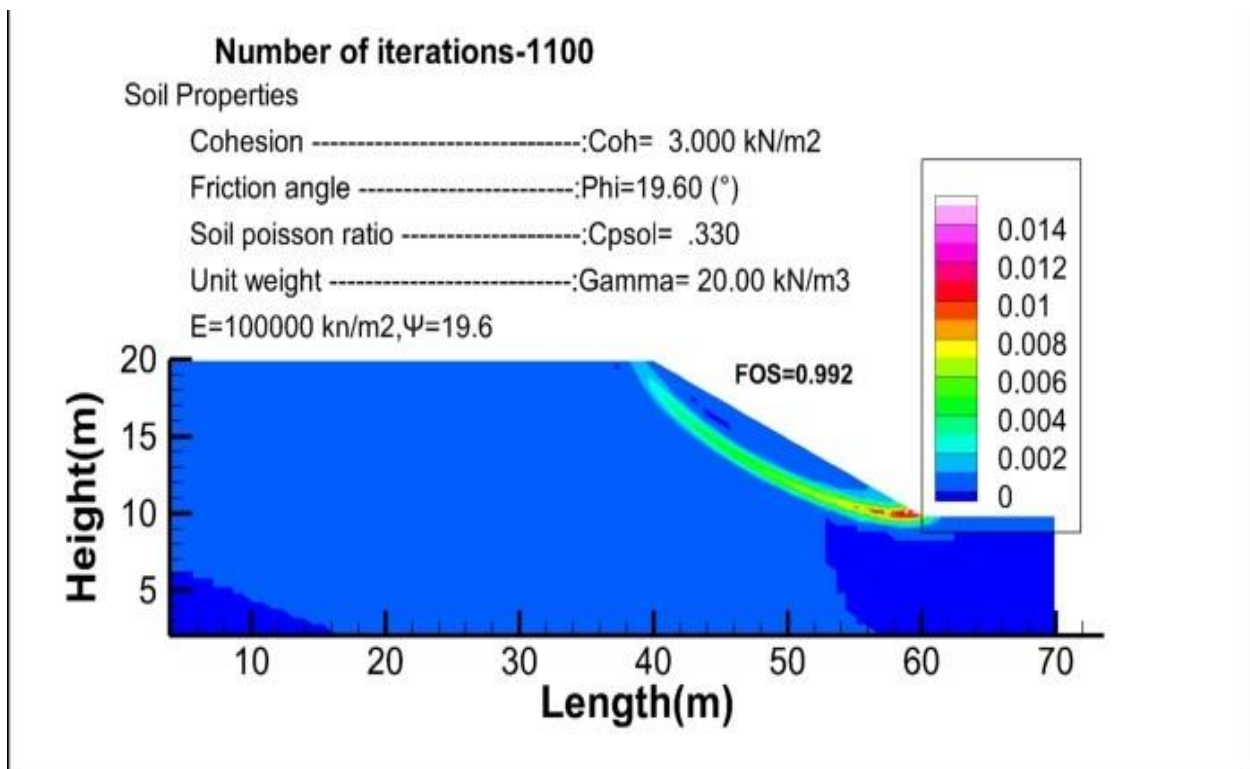 Number of iterations-1100
Soil Properties
Cohesion ----------------------------:Coh= 3.000 kN/m2
Friction angle ----------------------:Phi=19.60 (°)
Soil poisson ratio ------------------:Cpsol= .330
Unit weight -------------------------:Gamma= 20.00 kN/m3
E=100000 kn/m2,Ψ=19.6
FOS=0.992
0.014
0.012
0.01
0.008
0.006
0.004
0.002
0
20
15
10
5
Height(m)
10 20 30 40 50 60 70
Length(m)